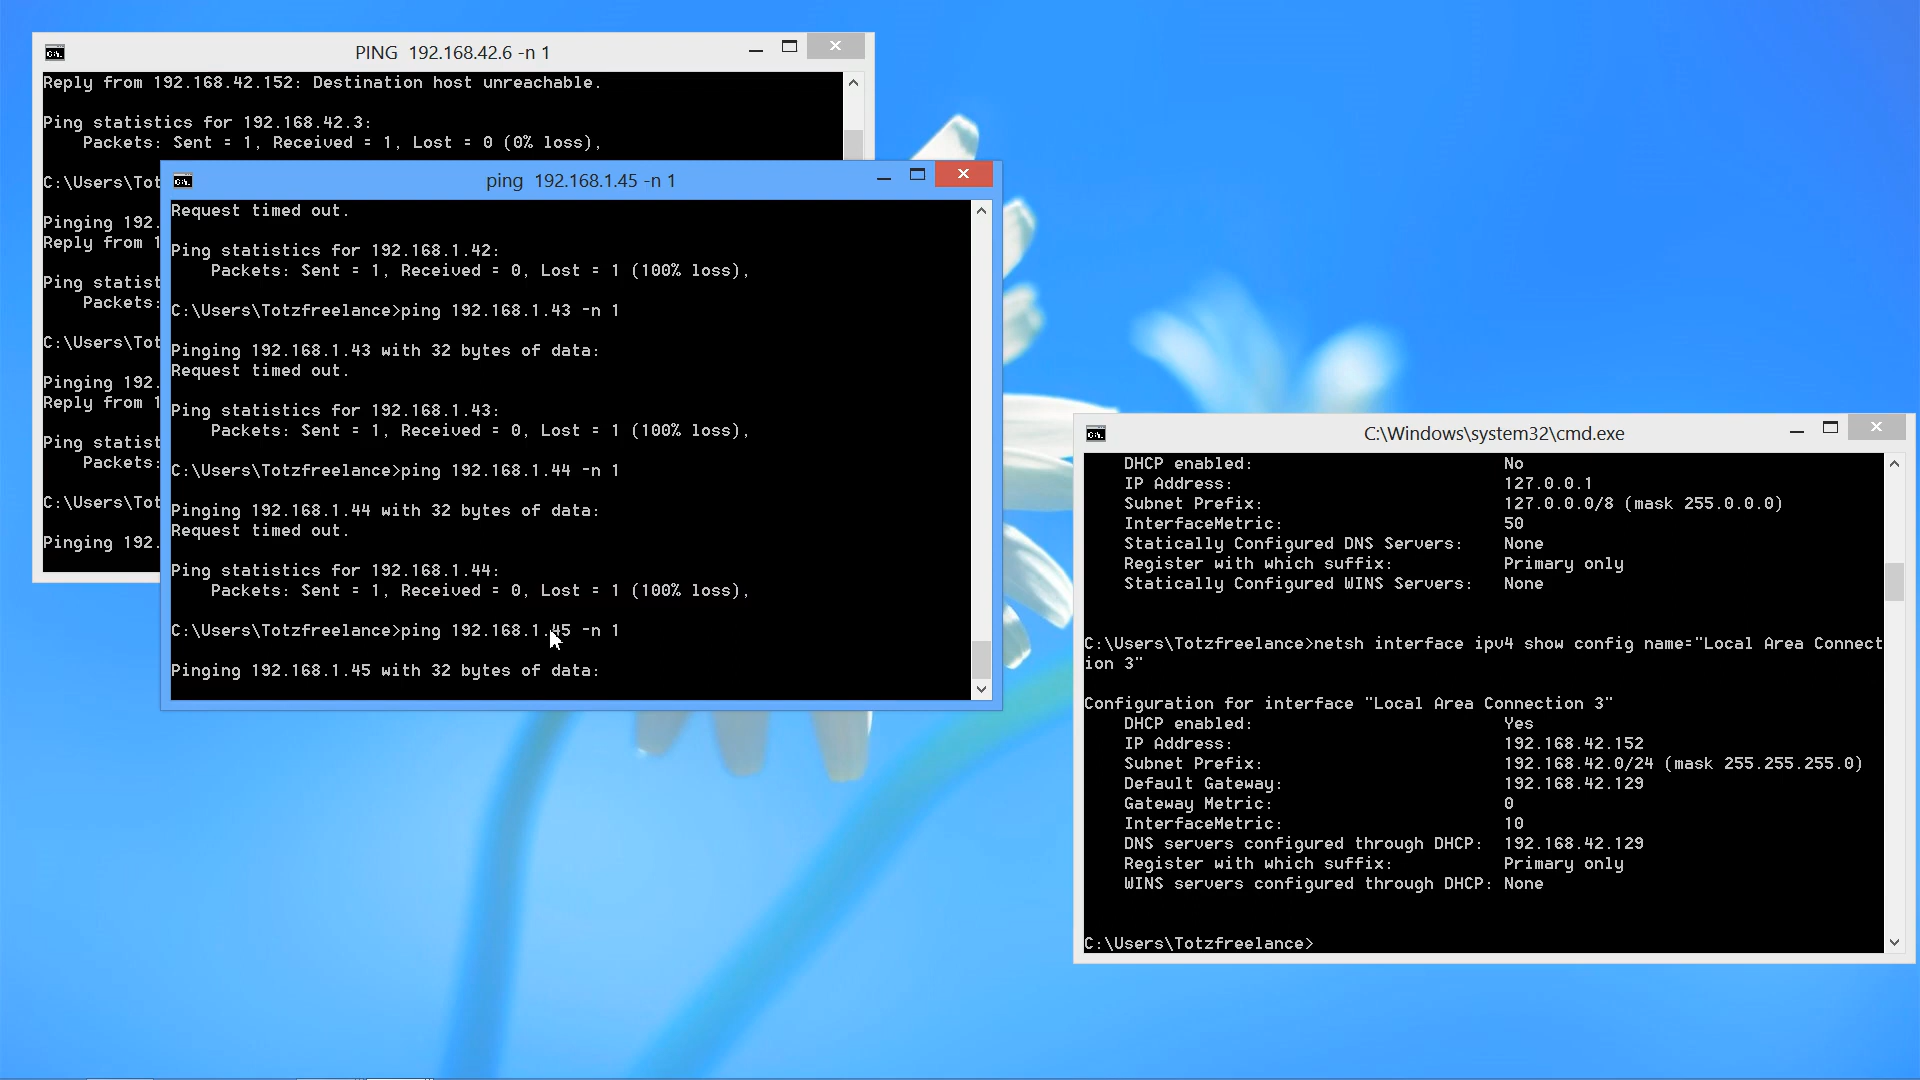 PING 192.168.42.6 -n 1
Reply from 192.168.42.152: Destination host unreachable.
Ping statistics for 192.168.42.3:
Packets: Sent = 1, Received = 1, Lost = 0 (0% loss),
C:\Users\Tot
Pinging 192.
Reply from 1
Ping statist
Packets:
C:\Users\Tot
Pinging 192.
Reply from 1
Ping statist
Packets:
C:\Users\Tot
Pinging 192.
ping 192.168.1.45 -n 1
Request timed out.
Ping statistics for 192.168.1.42:
Packets: Sent = 1, Received = 0, Lost = 1 (100% loss),
C:\Users\Totzfreelance>ping 192.168.1.43 -n 1
Pinging 192.168.1.43 with 32 bytes of data:
Request timed out.
Ping statistics for 192.168.1.43:
Packets: Sent = 1, Received = 0, Lost = 1 (100% loss),
C:\Users\Totzfreelance>ping 192.168.1.44 -n 1
Pinging 192.168.1.44 with 32 bytes of data:
Request timed out.
Ping statistics for 192.168.1.44:
Packets: Sent = 1, Received = 0, Lost = 1 (100% loss),
C:\Users\Totzfreelance>ping 192.168.1.45 -n 1
Pinging 192.168.1.45 with 32 bytes of data:
C:\Windows\system32\cmd.exe
DHCP enabled: No
IP Address: 127.0.0.1
Subnet Prefix: 127.0.0.0/8 (mask 255.0.0.0)
InterfaceMetric: 50
Statically Configured DNS Servers: None
Register with which suffix: Primary only
Statically Configured WINS Servers: None
C:\Users\Totzfreelance>netsh interface ipv4 show config name="Local Area Connect
ion 3"
Configuration for interface "Local Area Connection 3"
DHCP enabled: Yes
IP Address: 192.168.42.152
Subnet Prefix: 192.168.42.0/24 (mask 255.255.255.0)
Default Gateway: 192.168.42.129
Gateway Metric: 0
InterfaceMetric: 10
DNS servers configured through DHCP: 192.168.42.129
Register with which suffix: Primary only
WINS servers configured through DHCP: None
C:\Users\Totzfreelance>